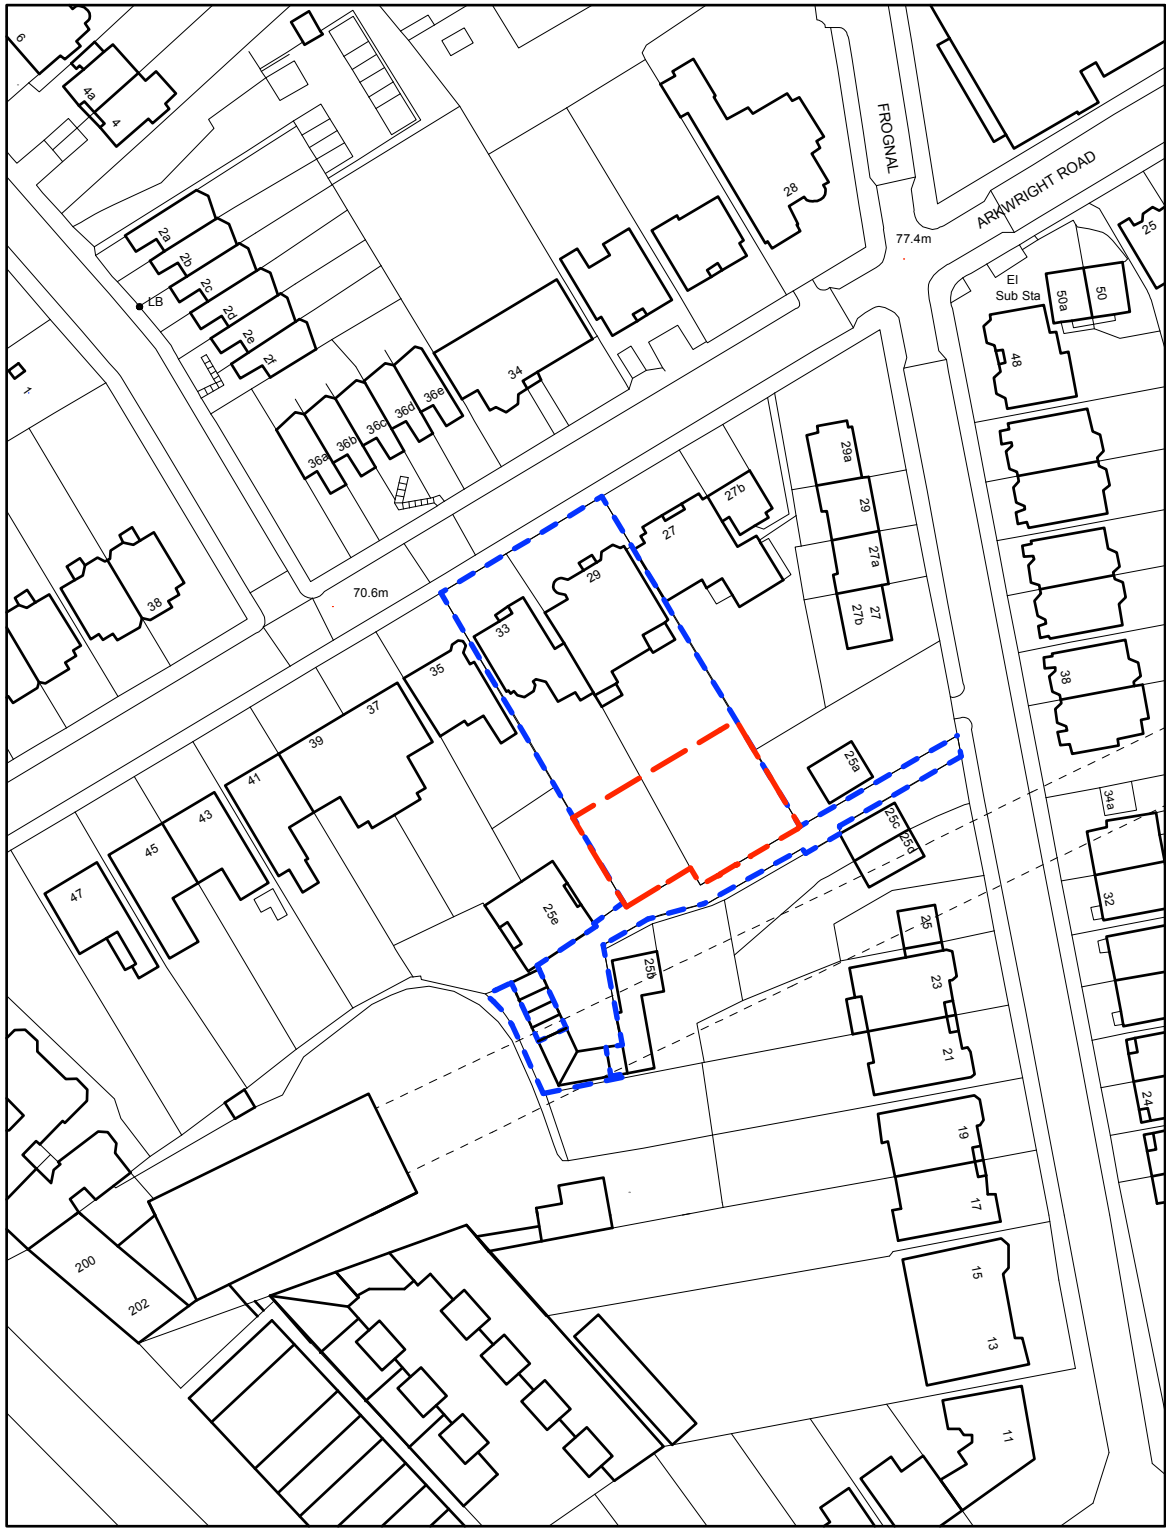 6
4a
4
FROGNAL
ARKWRIGHT ROAD
28
77.4m
25
2a
2b
2c
2d
2e
2f
LB
El
Sub Sta
50a
50
48
1
34
36a
36b
36c
36d
36e
29a
29
27a
27
27b
27b
27
29
33
38
70.6m
35
37
39
41
43
45
47
38
25a
25c
25d
34a
32
25e
25b
25
23
21
24
19
17
15
13
11
200
202